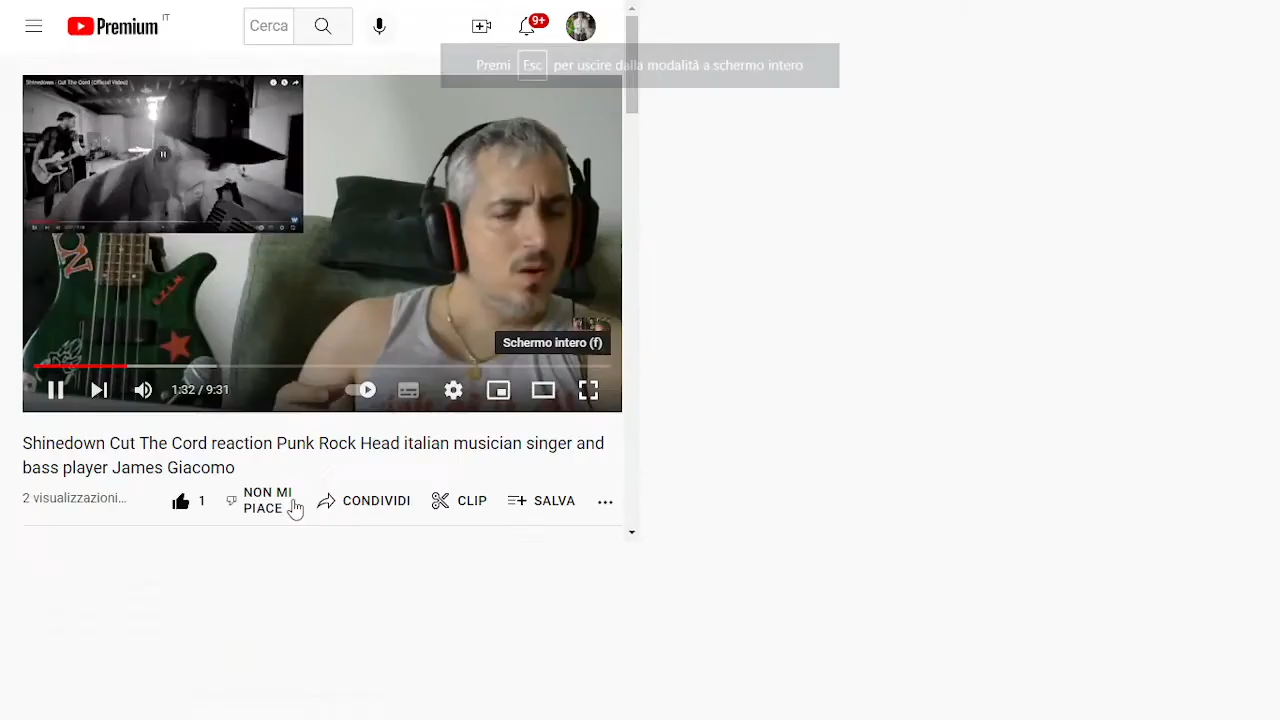 Premium IT
Cerca
9+
Premi Esc per uscire dalla modalità a schermo intero
Shinedown - Cut The Cord (Official Video)
Schermo intero (f)
1:32 / 9:31
Shinedown Cut The Cord reaction Punk Rock Head italian musician singer and
bass player James Giacomo
2 visualizzazioni...
1
NON MI
PIACE
CONDIVIDI
CLIP
SALVA